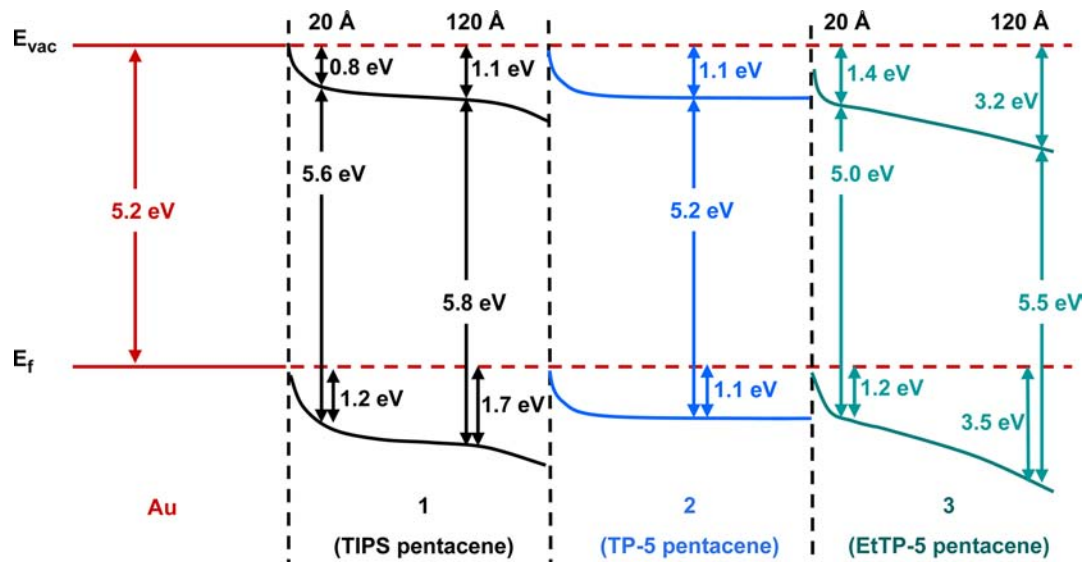 20 Å 120 Å 20 Å 120 Å
E_vac
0.8 eV 1.1 eV 1.1 eV 1.4 eV 3.2 eV
5.6 eV 5.0 eV
5.2 eV 5.2 eV
5.8 eV 5.5 eV
E_f
1.2 eV 1.7 eV 1.1 eV 1.2 eV 3.5 eV
Au 1 2 3
(TIPS pentacene) (TP-5 pentacene) (EtTP-5 pentacene)